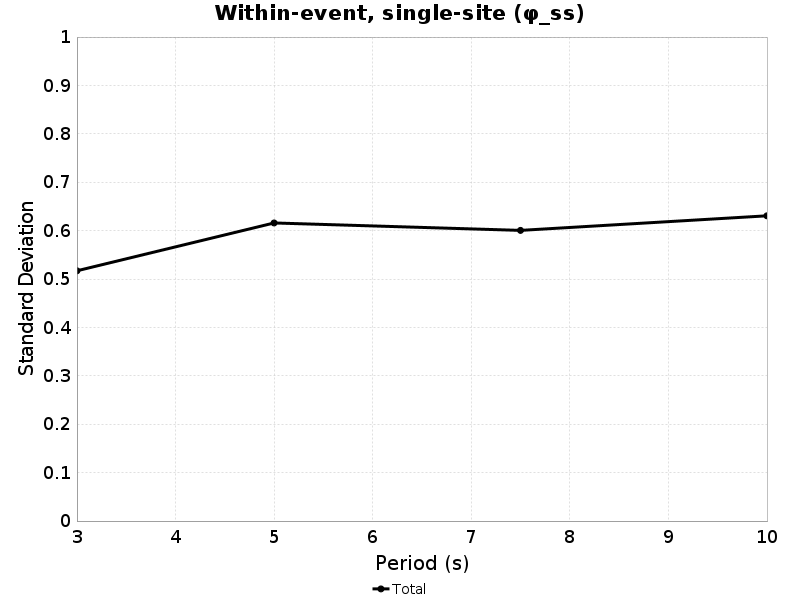 Within-event, single-site (φ_ss)
1
0.9
0.8
0.7
0.6
0.5
0.4
0.3
0.2
0.1
0
Standard Deviation
3 4 5 6 7 8 9 10
Period (s)
Total